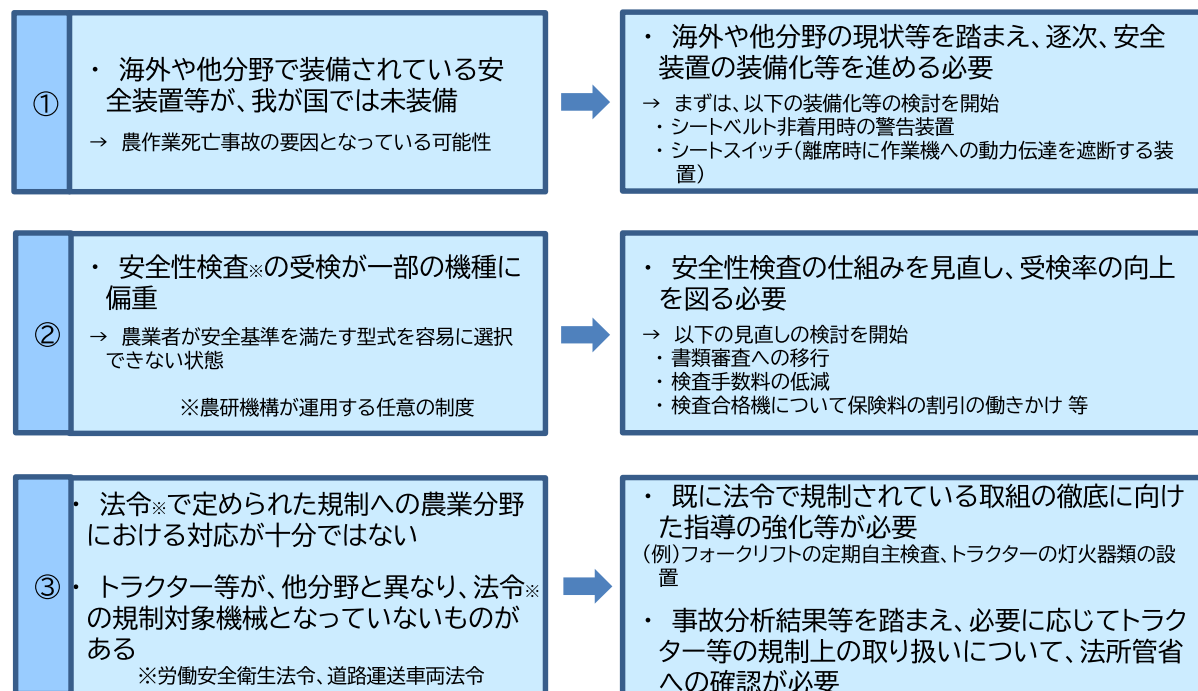 ①
・ 海外や他分野で装備されている安
全装置等が、我が国では未装備
→ 農作業死亡事故の要因となっている可能性
・ 海外や他分野の現状等を踏まえ、逐次、安全
装置の装備化等を進める必要
→ まずは、以下の装備化等の検討を開始
・シートベルト非着用時の警告装置
・シートスイッチ(離席時に作業機への動力伝達を遮断する装
置)
②
・ 安全性検査※の受検が一部の機種に
偏重
→ 農業者が安全基準を満たす型式を容易に選択
できない状態
※農研機構が運用する任意の制度
・ 安全性検査の仕組みを見直し、受検率の向上
を図る必要
→ 以下の見直しの検討を開始
・書類審査への移行
・検査手数料の低減
・検査合格機について保険料の割引の働きかけ 等
③
・ 法令※で定められた規制への農業分野
における対応が十分ではない
・ トラクター等が、他分野と異なり、法令※
の規制対象機械となっていないものが
ある
※労働安全衛生法令、道路運送車両法令
・ 既に法令で規制されている取組の徹底に向け
た指導の強化等が必要
(例)フォークリフトの定期自主検査、トラクターの灯火器類の設
置
・ 事故分析結果等を踏まえ、必要に応じてトラク
ター等の規制上の取り扱いについて、法所管省
への確認が必要